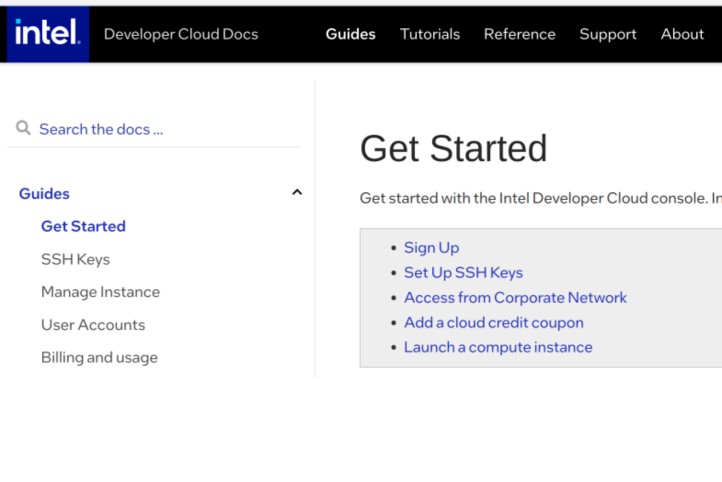 intel. Developer Cloud Docs Guides Tutorials Reference Support About
Search the docs ...
Guides
Get Started
SSH Keys
Manage Instance
User Accounts
Billing and usage
Get Started
Get started with the Intel Developer Cloud console. In
• Sign Up
• Set Up SSH Keys
• Access from Corporate Network
• Add a cloud credit coupon
• Launch a compute instance